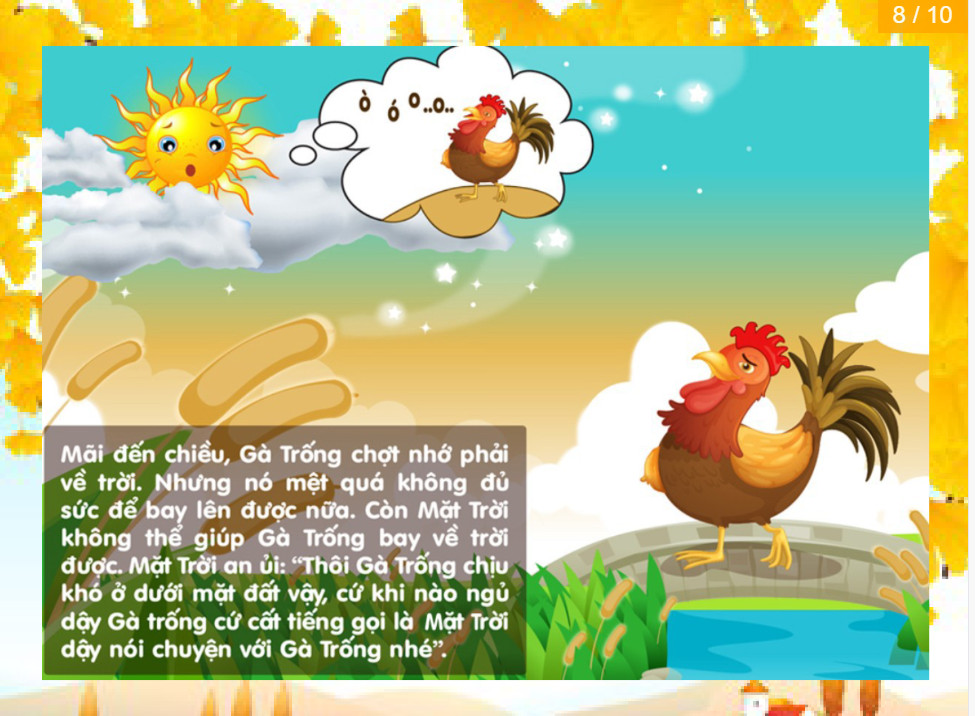 8 / 10
Ò Ó O..O..
Mãi đến chiều, Gà Trống chợt nhớ phải
về trời. Nhưng nó mệt quá không đủ
sức để bay lên được nữa. Còn Mặt Trời
không thể giúp Gà Trống bay về trời
được. Mặt Trời an ủi: “Thôi Gà Trống chịu
khó ở dưới mặt đất vậy, cứ khi nào ngủ
dậy Gà trống cứ cất tiếng gọi là Mặt Trời
dậy nói chuyện với Gà Trống nhé”.